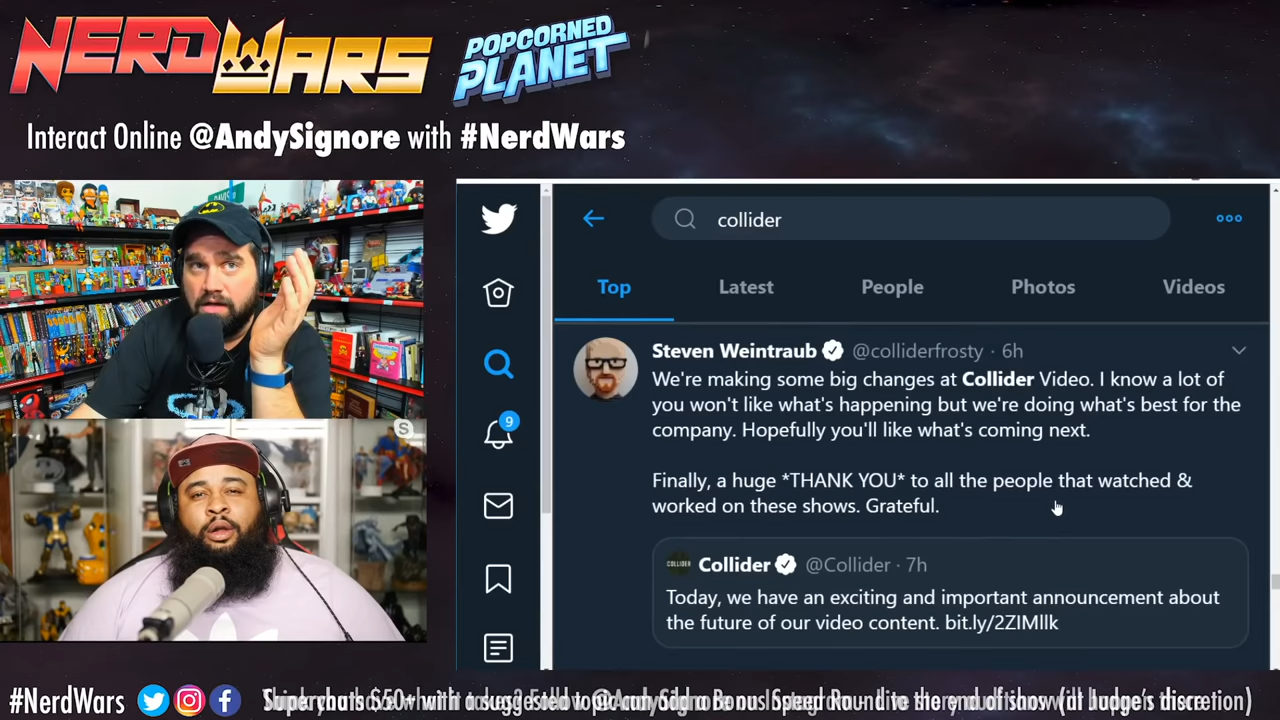 NERD WARS
POPCORNED
PLANET
Interact Online @AndySignore with #NerdWars
collider
Top Latest People Photos Videos
Steven Weintraub @colliderfrosty · 6h
We're making some big changes at Collider Video. I know a lot of
you won't like what's happening but we're doing what's best for the
company. Hopefully you'll like what's coming next.
Finally, a huge *THANK YOU* to all the people that watched &
worked on these shows. Grateful.
9
COLLIDER
Collider @Collider · 7h
Today, we have an exciting and important announcement about
the future of our video content. bit.ly/2ZIMllk
#NerdWars